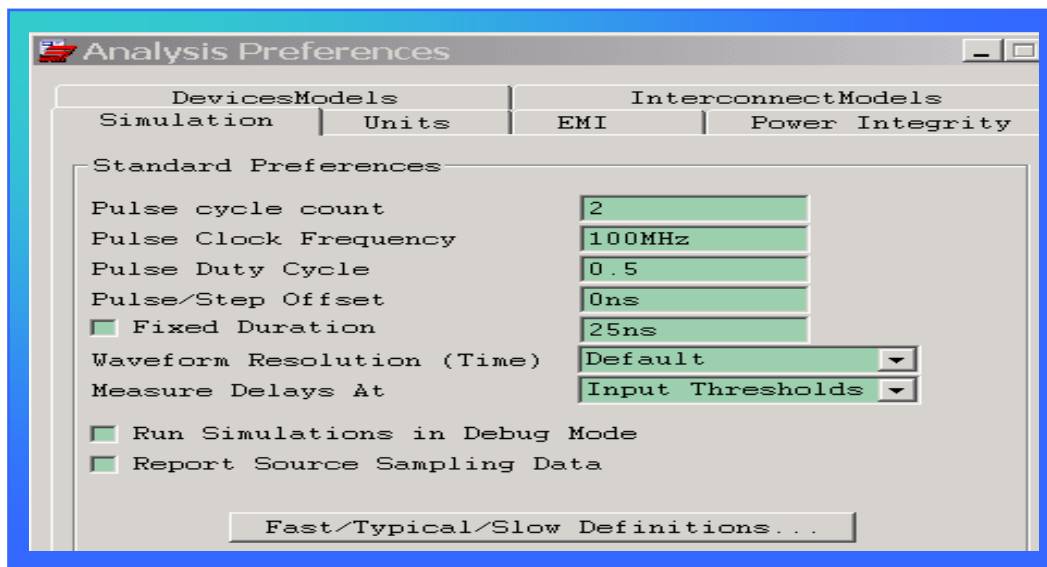 Analysis Preferences
DevicesModels InterconnectModels
Simulation Units EMI Power Integrity
Standard Preferences
Pulse cycle count 2
Pulse Clock Frequency 100MHz
Pulse Duty Cycle 0.5
Pulse/Step Offset 0ns
Fixed Duration 25ns
Waveform Resolution (Time) Default
Measure Delays At Input Thresholds
Run Simulations in Debug Mode
Report Source Sampling Data
Fast/Typical/Slow Definitions...